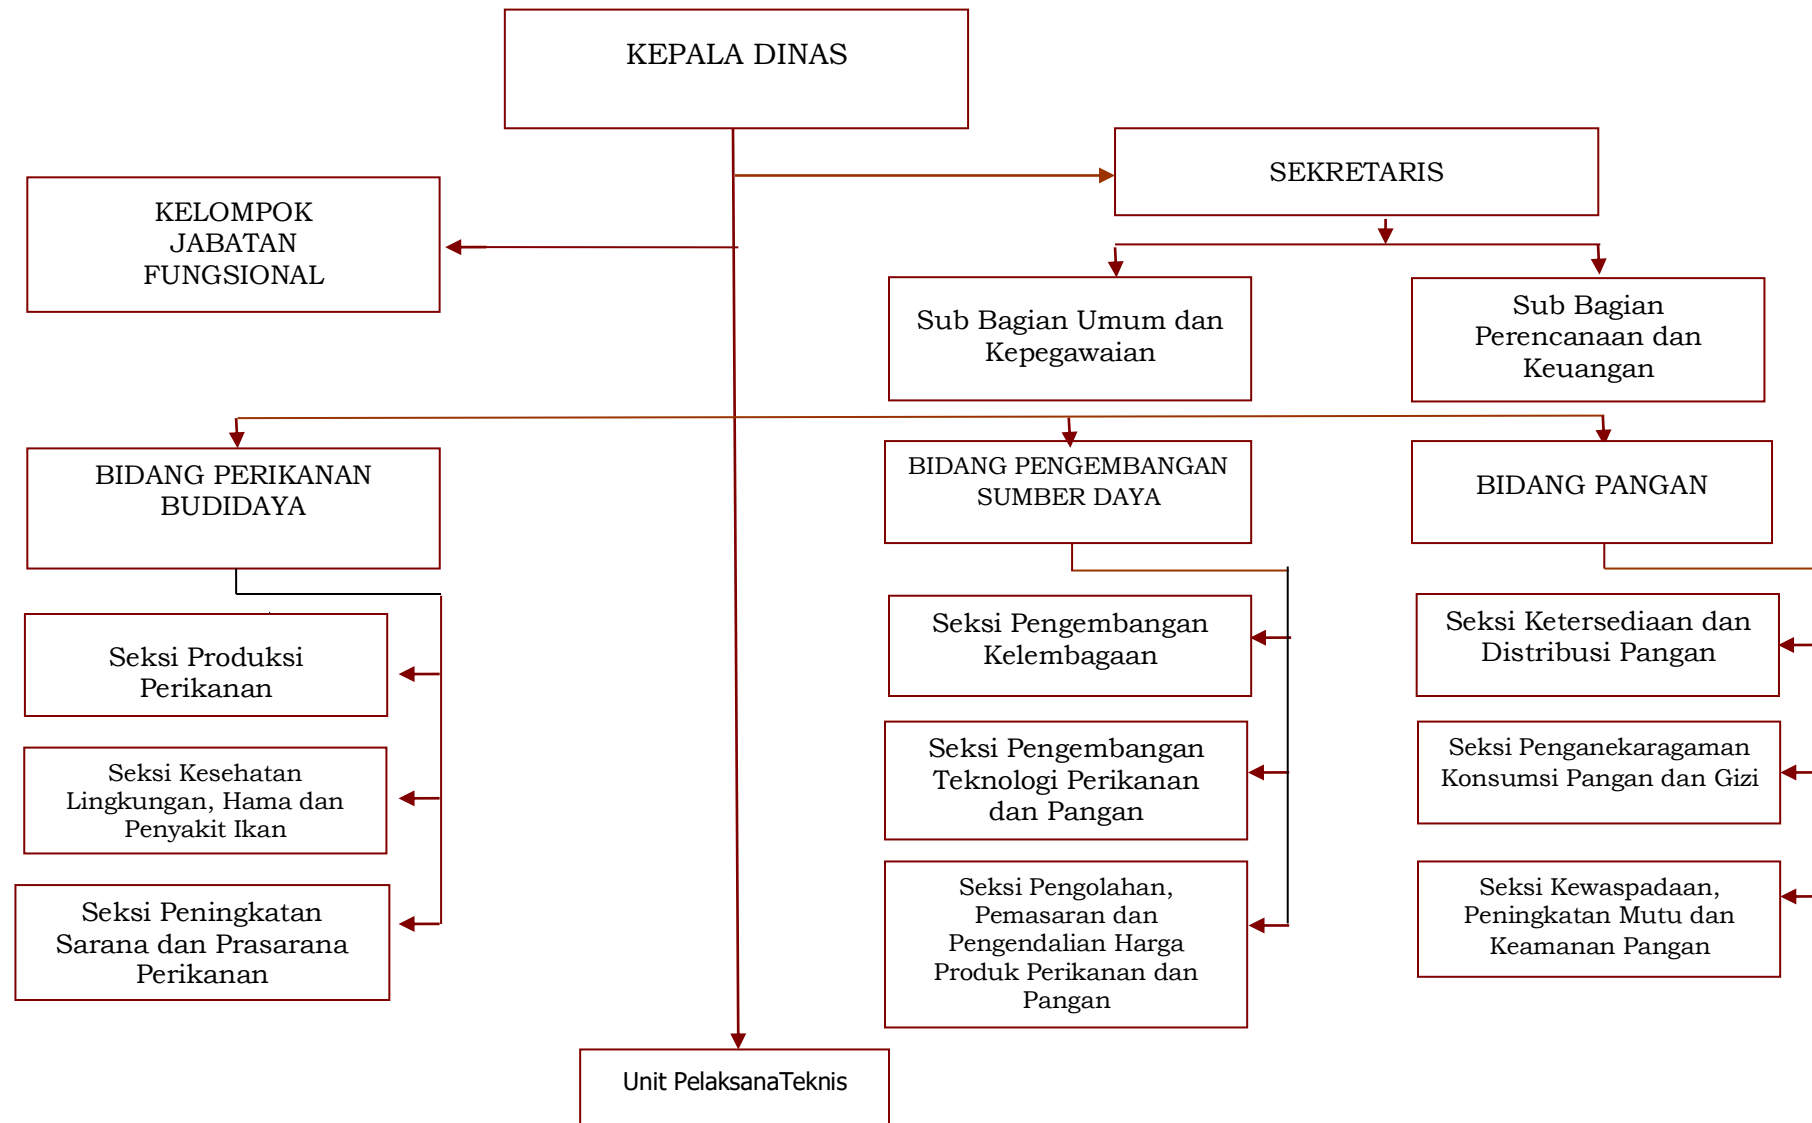 KEPALA DINAS
SEKRETARIS
KELOMPOK
JABATAN
FUNGSIONAL
Sub Bagian Umum dan
Kepegawaian
Sub Bagian
Perencanaan dan
Keuangan
BIDANG PERIKANAN
BUDIDAYA
BIDANG PENGEMBANGAN
SUMBER DAYA
BIDANG PANGAN
Seksi Produksi
Perikanan
Seksi Pengembangan
Kelembagaan
Seksi Ketersediaan dan
Distribusi Pangan
Seksi Kesehatan
Lingkungan, Hama dan
Penyakit Ikan
Seksi Pengembangan
Teknologi Perikanan
dan Pangan
Seksi Penganekaragaman
Konsumsi Pangan dan Gizi
Seksi Peningkatan
Sarana dan Prasarana
Perikanan
Seksi Pengolahan,
Pemasaran dan
Pengendalian Harga
Produk Perikanan dan
Pangan
Seksi Kewaspadaan,
Peningkatan Mutu dan
Keamanan Pangan
Unit PelaksanaTeknis